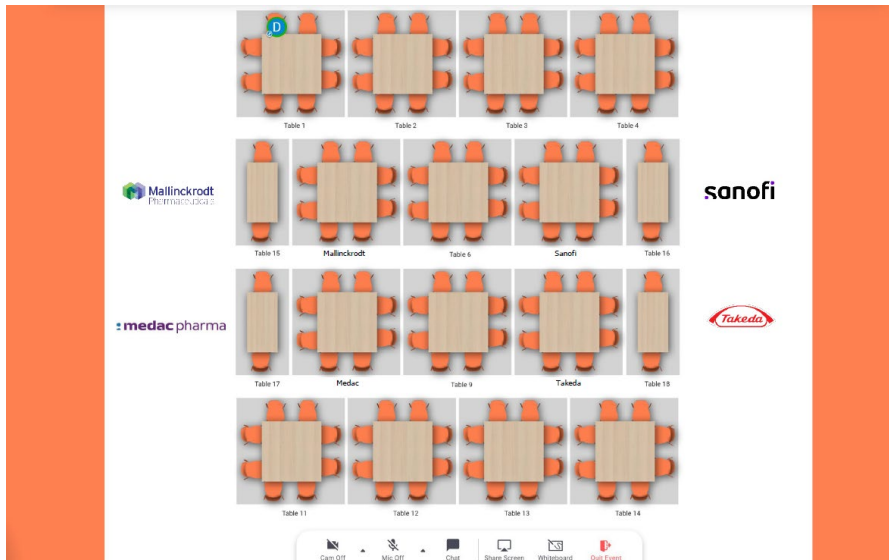 D
Table 1
Table 2
Table 3
Table 4
Mallinckrodt
Pharmaceuticals
sanofi
Table 15
Mallinckrodt
Table 6
Sanofi
Table 16
medac pharma
Takeda
Table 17
Medac
Table 9
Takeda
Table 18
Table 11
Table 12
Table 13
Table 14
Cam Off
Mic Off
Chat
Share Screen
Whiteboard
Quit Event